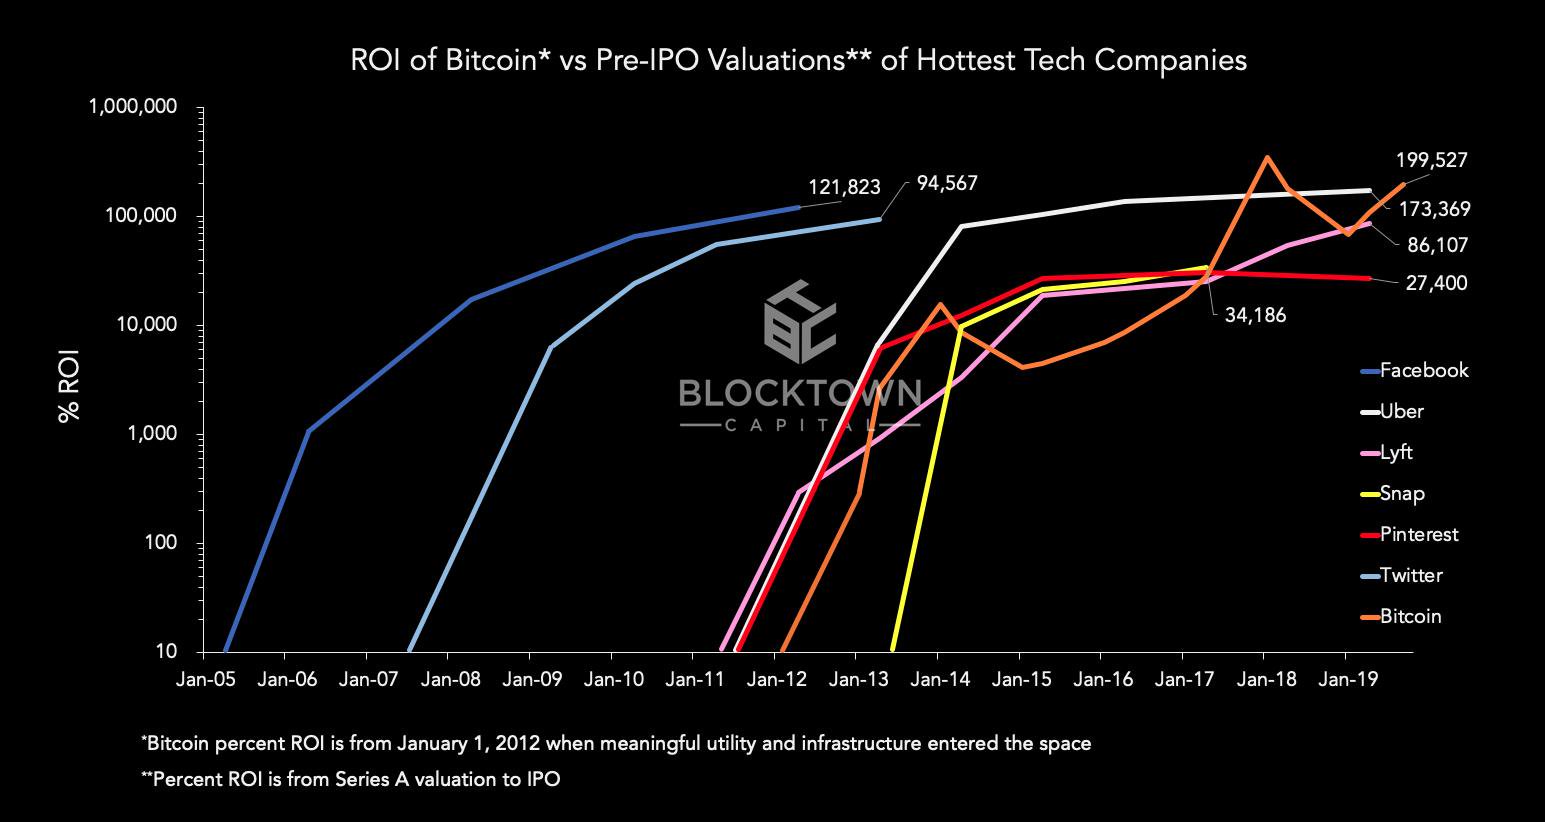 ROI of Bitcoin* vs Pre-IPO Valuations** of Hottest Tech Companies
1,000,000
100,000
10,000
1,000
100
10
% ROI
121,823
94,567
199,527
173,369
86,107
27,400
34,186
BLOCKTOWN
CAPITAL
Facebook
Uber
Lyft
Snap
Pinterest
Twitter
Bitcoin
Jan-05 Jan-06 Jan-07 Jan-08 Jan-09 Jan-10 Jan-11 Jan-12 Jan-13 Jan-14 Jan-15 Jan-16 Jan-17 Jan-18 Jan-19
*Bitcoin percent ROI is from January 1, 2012 when meaningful utility and infrastructure entered the space
**Percent ROI is from Series A valuation to IPO